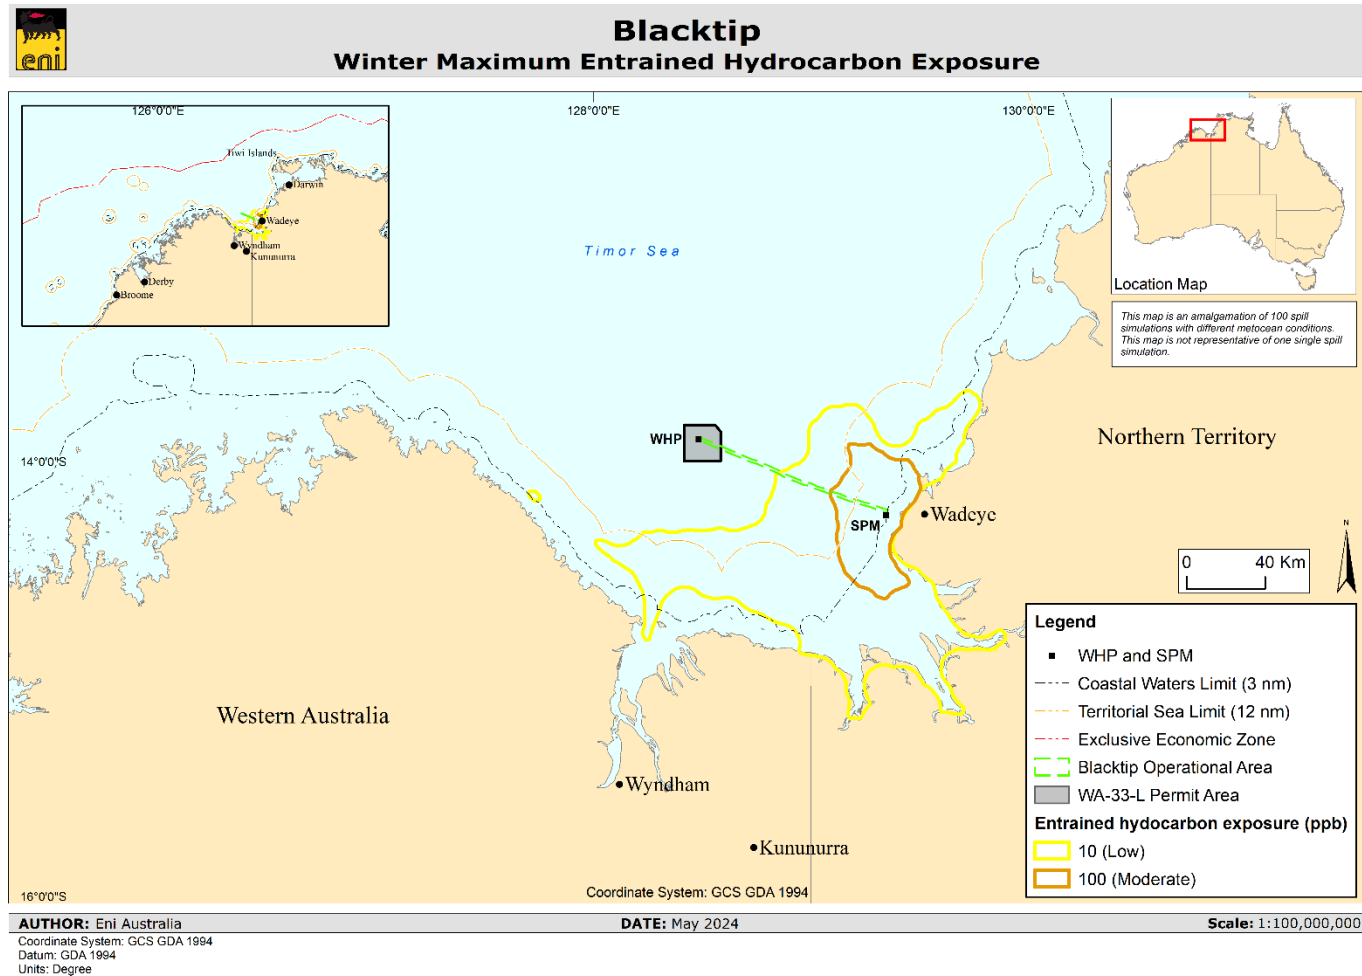 eni
Blacktip
Winter Maximum Entrained Hydrocarbon Exposure
126°0'0"E
128°0'0"E
130°0'0"E
Tiwi Islands
Darwin
Wadeye
Wyndham
Kununurra
Derby
Broome
Timor Sea
Location Map
This map is an amalgamation of 100 spill
simulations with different metocean conditions.
This map is not representative of one single spill
simulation.
WHP
Northern Territory
14°0'0"S
SPM
Wadeye
0 40 Km
N
Western Australia
Wyndham
Kununurra
Legend
WHP and SPM
Coastal Waters Limit (3 nm)
Territorial Sea Limit (12 nm)
Exclusive Economic Zone
Blacktip Operational Area
WA-33-L Permit Area
Entrained hydocarbon exposure (ppb)
10 (Low)
100 (Moderate)
16°0'0"S
Coordinate System: GCS GDA 1994
AUTHOR: Eni Australia
DATE: May 2024
Scale: 1:100,000,000
Coordinate System: GCS GDA 1994
Datum: GDA 1994
Units: Degree